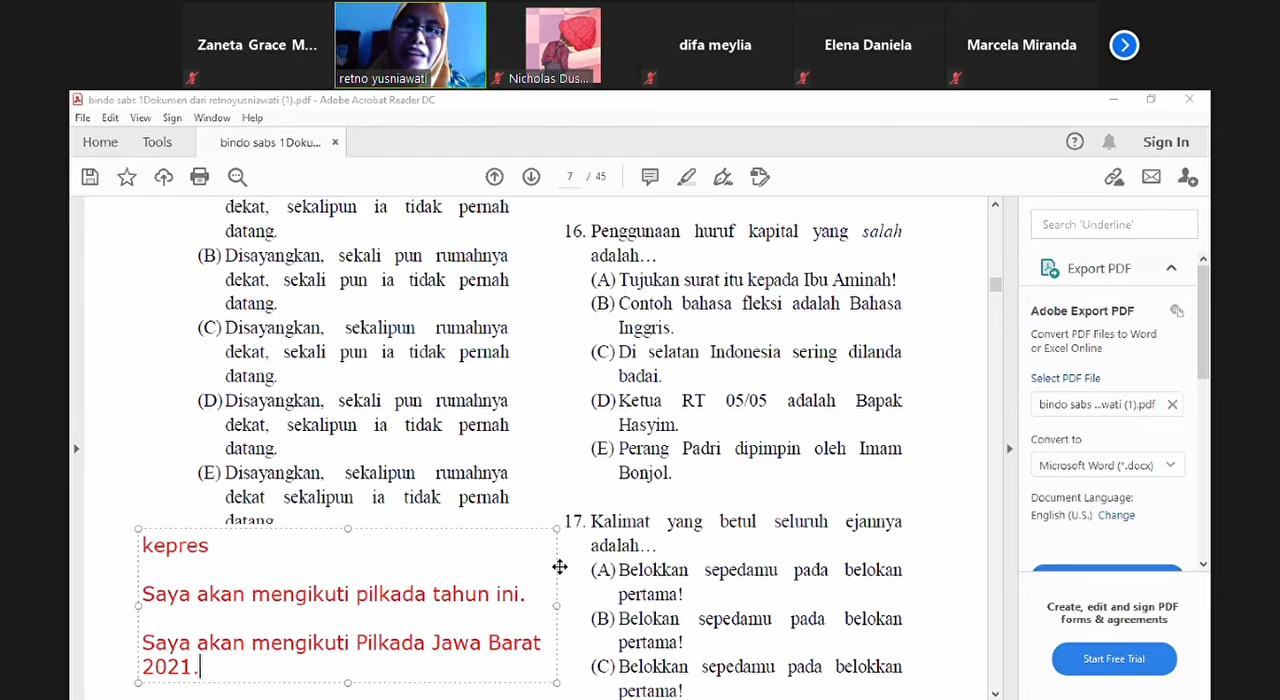 Zaneta Grace M...
retno yusniawati
Nicholas Dus...
difa meylia
Elena Daniela
Marcela Miranda
bindo sabs 1Dokumen dari retnoyusniawati (1).pdf - Adobe Acrobat Reader DC
File Edit View Sign Window Help
Home Tools bindo sabs 1Doku... ×
Sign In
7 / 45
dekat, sekalipun ia tidak pernah
datang.
(B) Disayangkan, sekali pun rumahnya
dekat, sekali pun ia tidak pernah
datang.
(C) Disayangkan, sekalipun rumahnya
dekat, sekali pun ia tidak pernah
datang.
(D) Disayangkan, sekali pun rumahnya
dekat, sekalipun ia tidak pernah
datang.
(E) Disayangkan, sekalipun rumahnya
dekat sekalipun ia tidak pernah
datang
kepres
Saya akan mengikuti pilkada tahun ini.
Saya akan mengikuti Pilkada Jawa Barat
2021.
16. Penggunaan huruf kapital yang salah
adalah...
(A) Tujukan surat itu kepada Ibu Aminah!
(B) Contoh bahasa fleksi adalah Bahasa
Inggris.
(C) Di selatan Indonesia sering dilanda
badai.
(D) Ketua RT 05/05 adalah Bapak
Hasyim.
(E) Perang Padri dipimpin oleh Imam
Bonjol.
17. Kalimat yang betul seluruh ejannya
adalah...
(A) Belokkan sepedamu pada belokan
pertama!
(B) Belokan sepedamu pada belokan
pertama!
(C) Belokkan sepedamu pada belokkan
pertama!
Search 'Underline'
Export PDF
Adobe Export PDF
Convert PDF Files to Word
or Excel Online
Select PDF File
bindo sabs ...wati (1).pdf ×
Convert to
Microsoft Word (*.docx)
Document Language:
English (U.S.) Change
Create, edit and sign PDF
forms & agreements
Start Free Trial